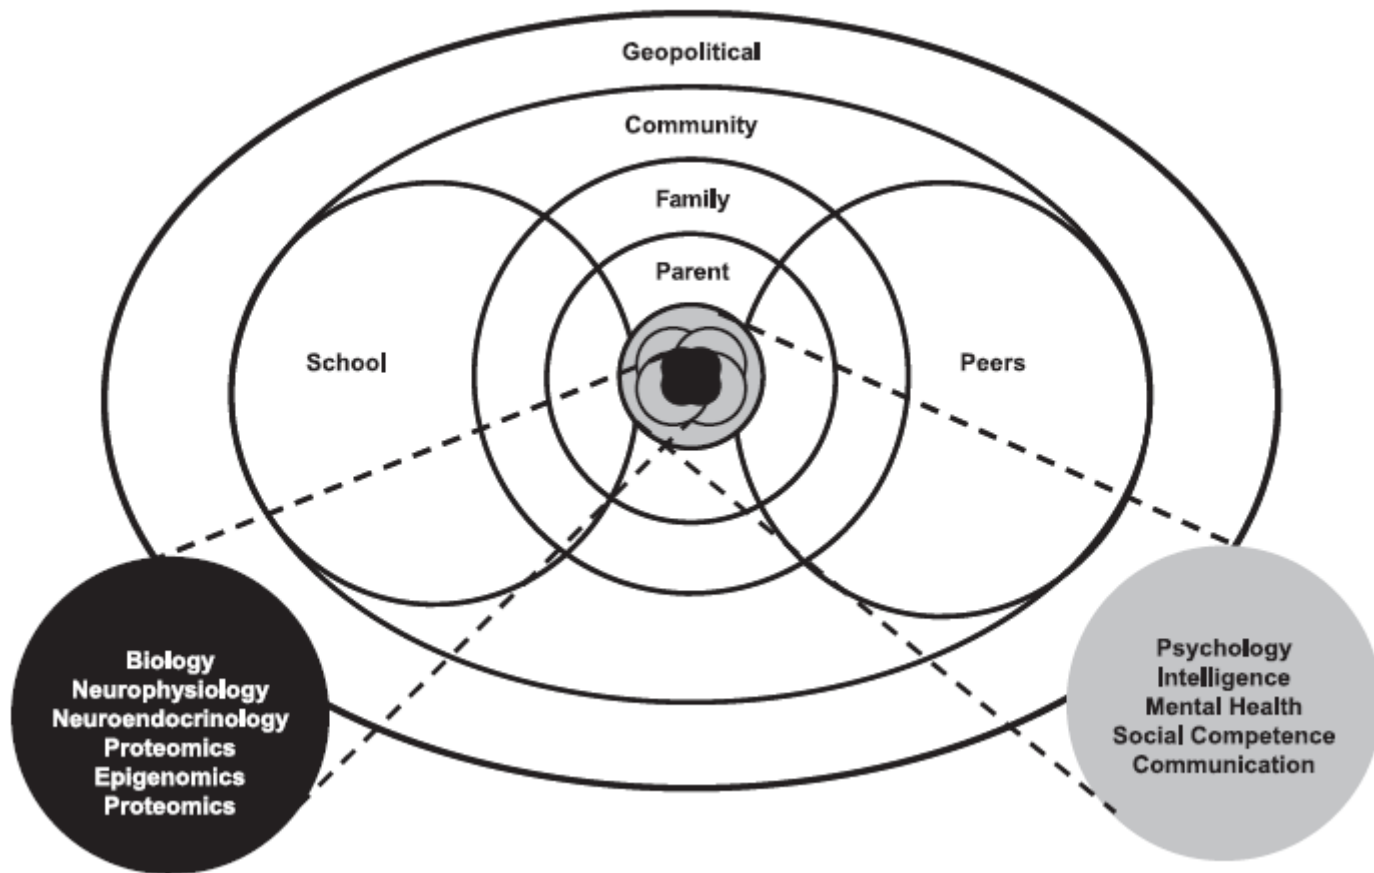 Geopolitical
Community
Family
Parent
School
Peers
Biology
Neurophysiology
Neuroendocrinology
Proteomics
Epigenomics
Proteomics
Psychology
Intelligence
Mental Health
Social Competence
Communication